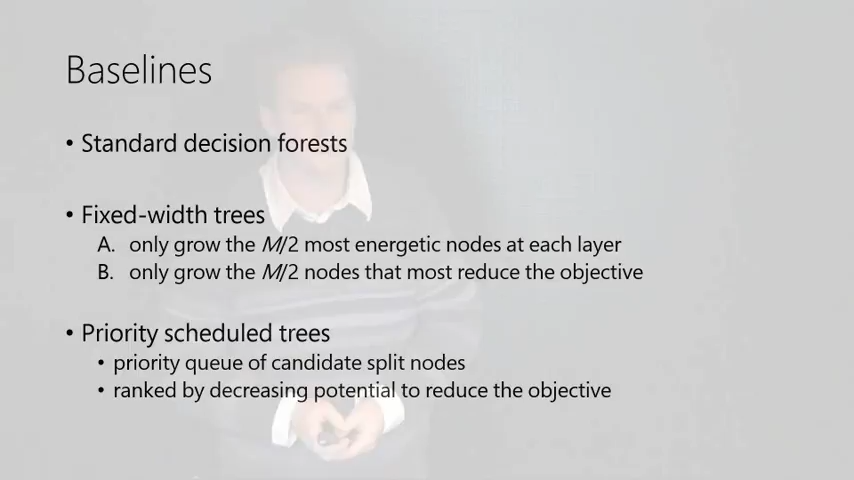 Baselines
• Standard decision forests
• Fixed-width trees
A. only grow the M/2 most energetic nodes at each layer
B. only grow the M/2 nodes that most reduce the objective
• Priority scheduled trees
• priority queue of candidate split nodes
• ranked by decreasing potential to reduce the objective